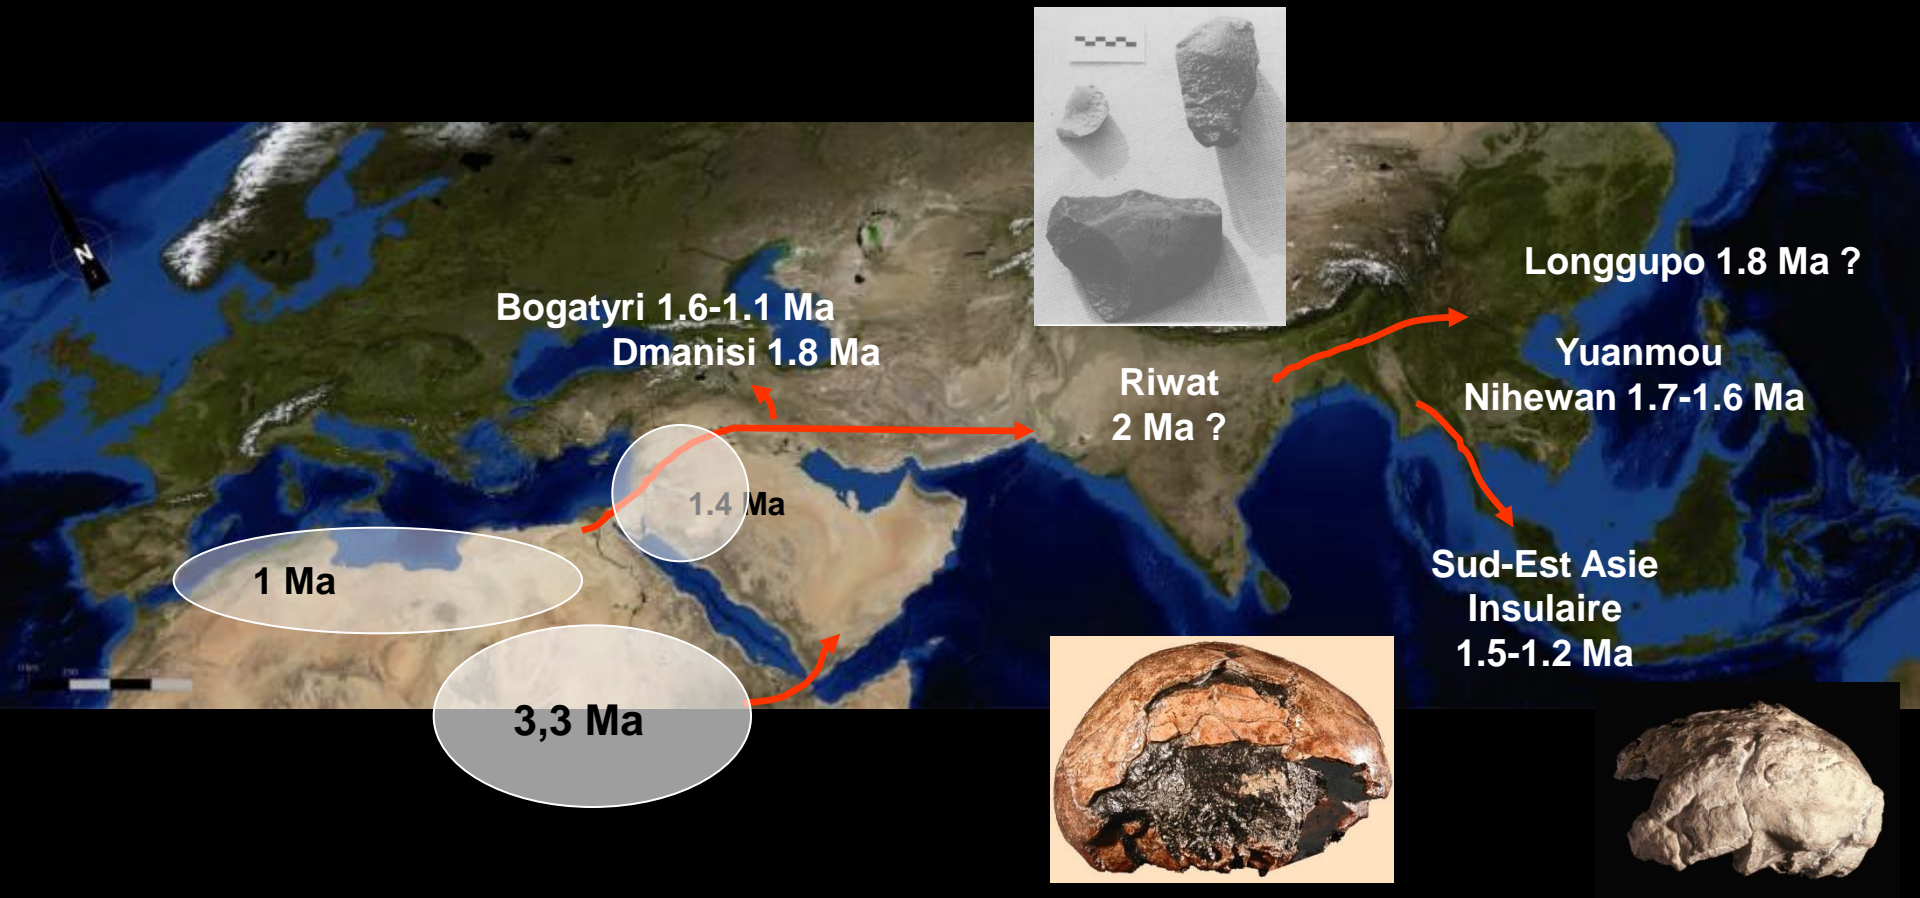 Longgupo 1.8 Ma ?
Bogatyri 1.6-1.1 Ma
Dmanisi 1.8 Ma
Yuanmou
Nihewan 1.7-1.6 Ma
Riwat
2 Ma ?
1.4 Ma
1 Ma
Sud-Est Asie
Insulaire
1.5-1.2 Ma
3,3 Ma
N